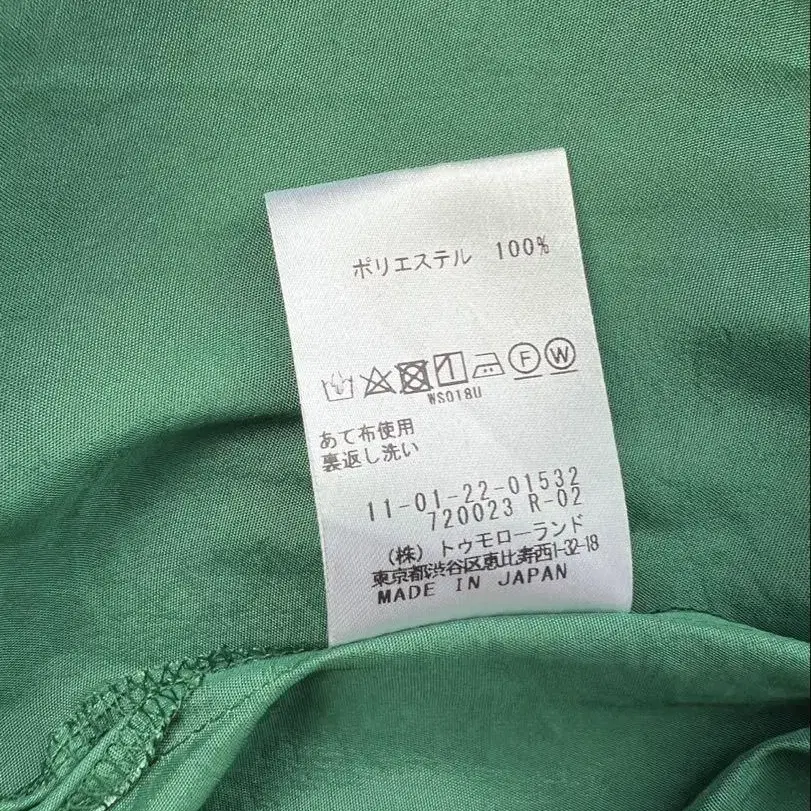 ポリエステル 100%
F W
WS018U
あて布使用
裏返し洗い
11-01-22-01532
720023 R-02
(株) トゥモローランド
東京都渋谷区恵比寿西1-32-18
MADE IN JAPAN